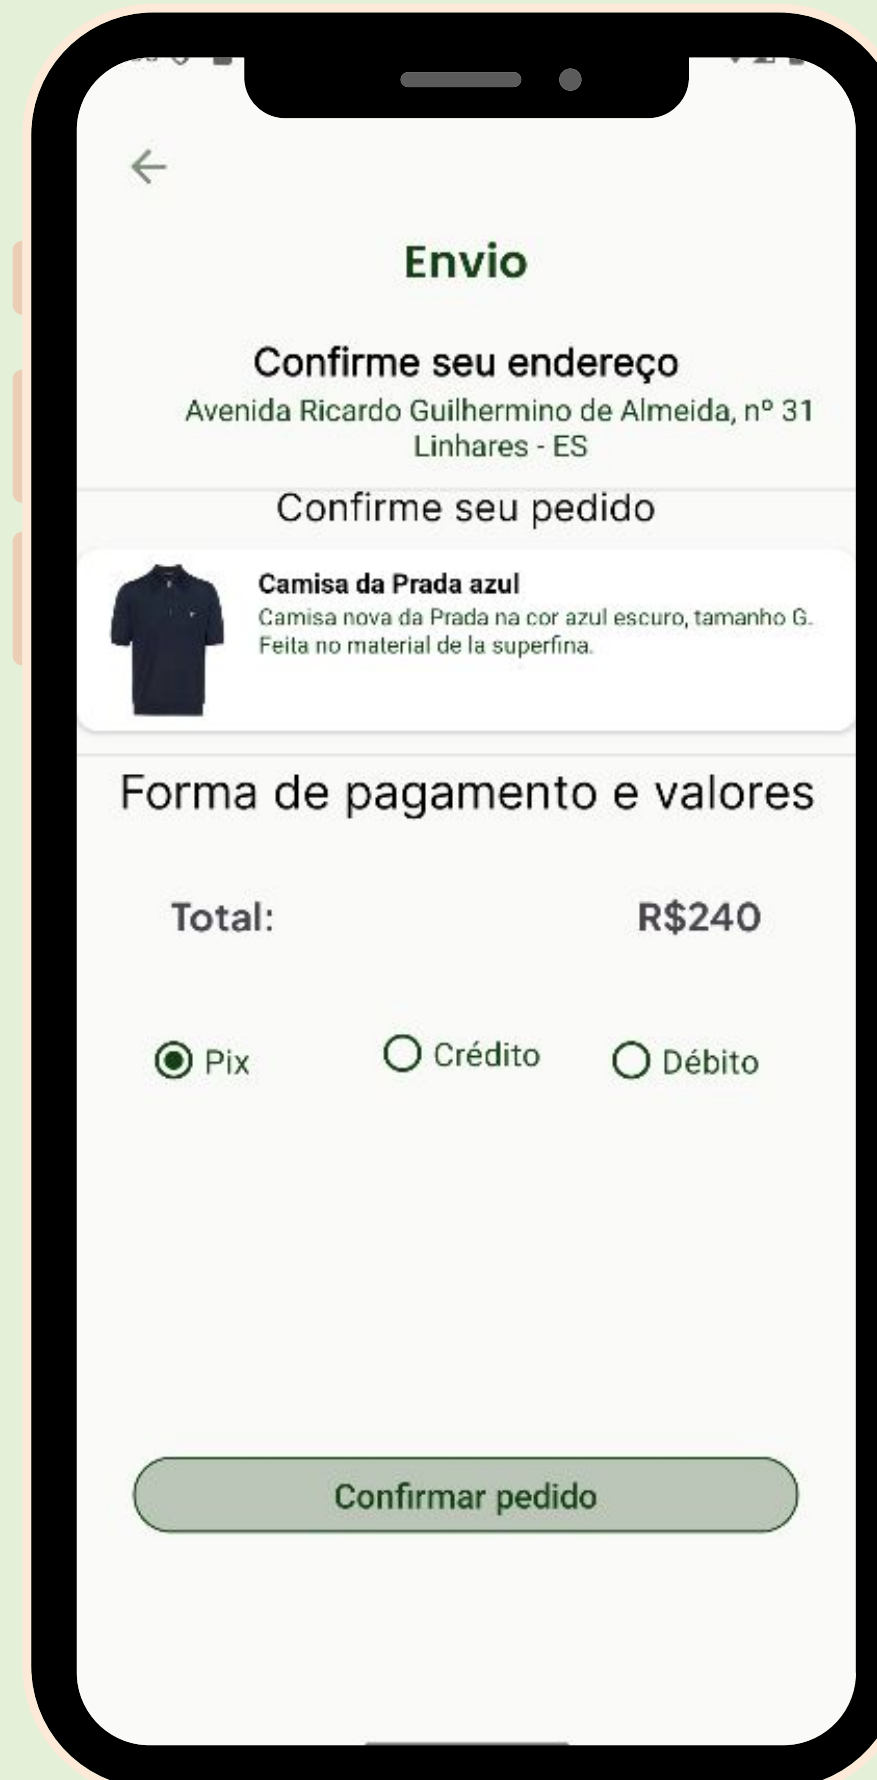 Envio
Confirme seu endereço
Avenida Ricardo Guilhermino de Almeida, nº 31
Linhares - ES
Confirme seu pedido
Camisa da Prada azul
Camisa nova da Prada na cor azul escuro, tamanho G.
Feita no material de la superfina.
Forma de pagamento e valores
Total: R$240
Pix Crédito Débito
Confirmar pedido